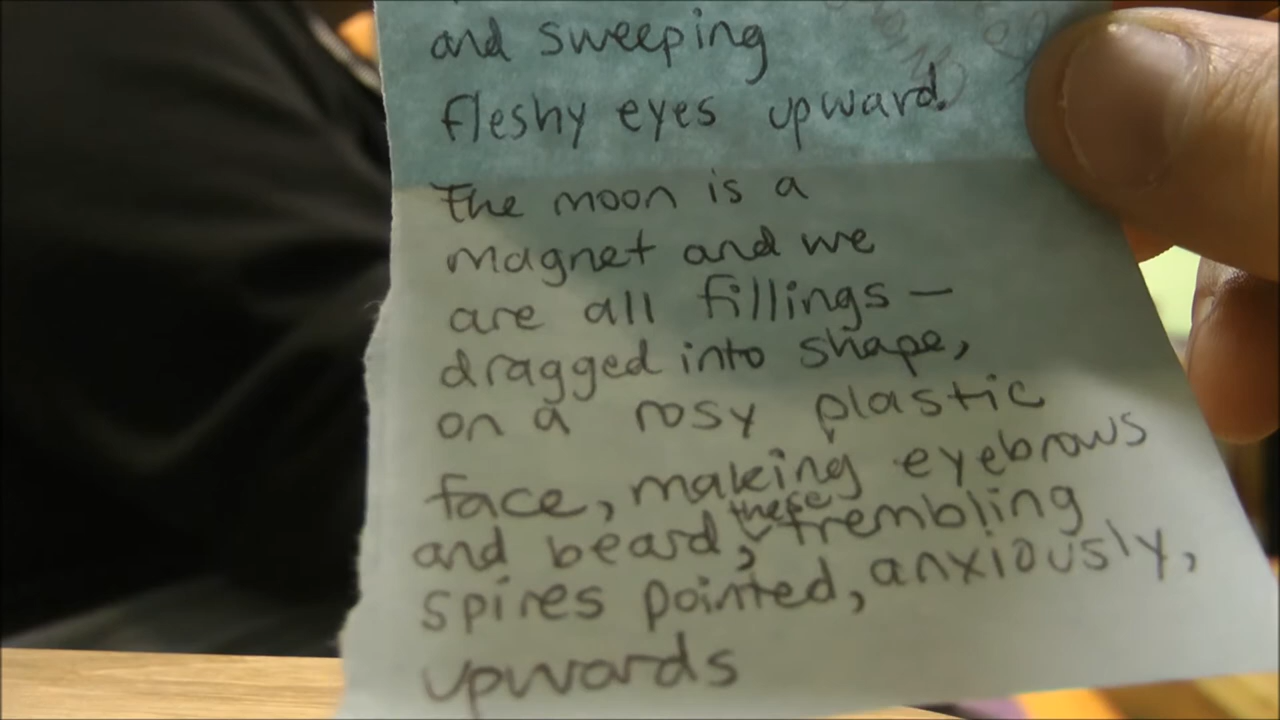 and sweeping
fleshy eyes upward.
The moon is a
magnet and we
are all fillings —
dragged into shape,
on a rosy plastic
face, making eyebrows
and beard, these trembling
spires pointed, anxiously,
upwards